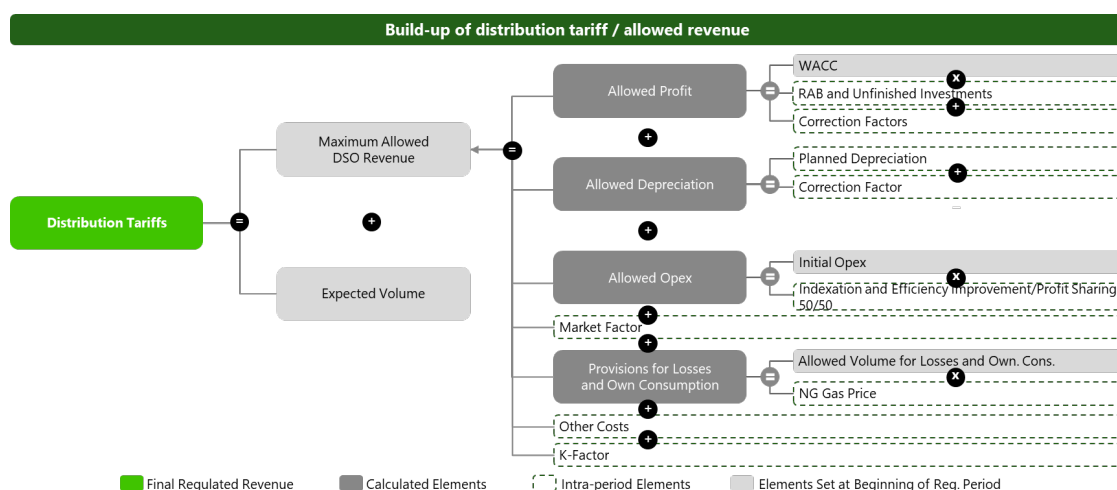 Build-up of distribution tariff / allowed revenue
Distribution Tariffs
=
Maximum Allowed
DSO Revenue
+
Expected Volume
=
Allowed Profit
=
WACC
x
RAB and Unfinished Investments
+
Correction Factors
+
Allowed Depreciation
=
Planned Depreciation
+
Correction Factor
+
Allowed Opex
=
Initial Opex
x
Indexation and Efficiency Improvement/Profit Sharing
50/50
+
Market Factor
+
Provisions for Losses
and Own Consumption
=
Allowed Volume for Losses and Own. Cons.
x
NG Gas Price
+
Other Costs
+
K-Factor
Final Regulated Revenue
Calculated Elements
Intra-period Elements
Elements Set at Beginning of Reg. Period